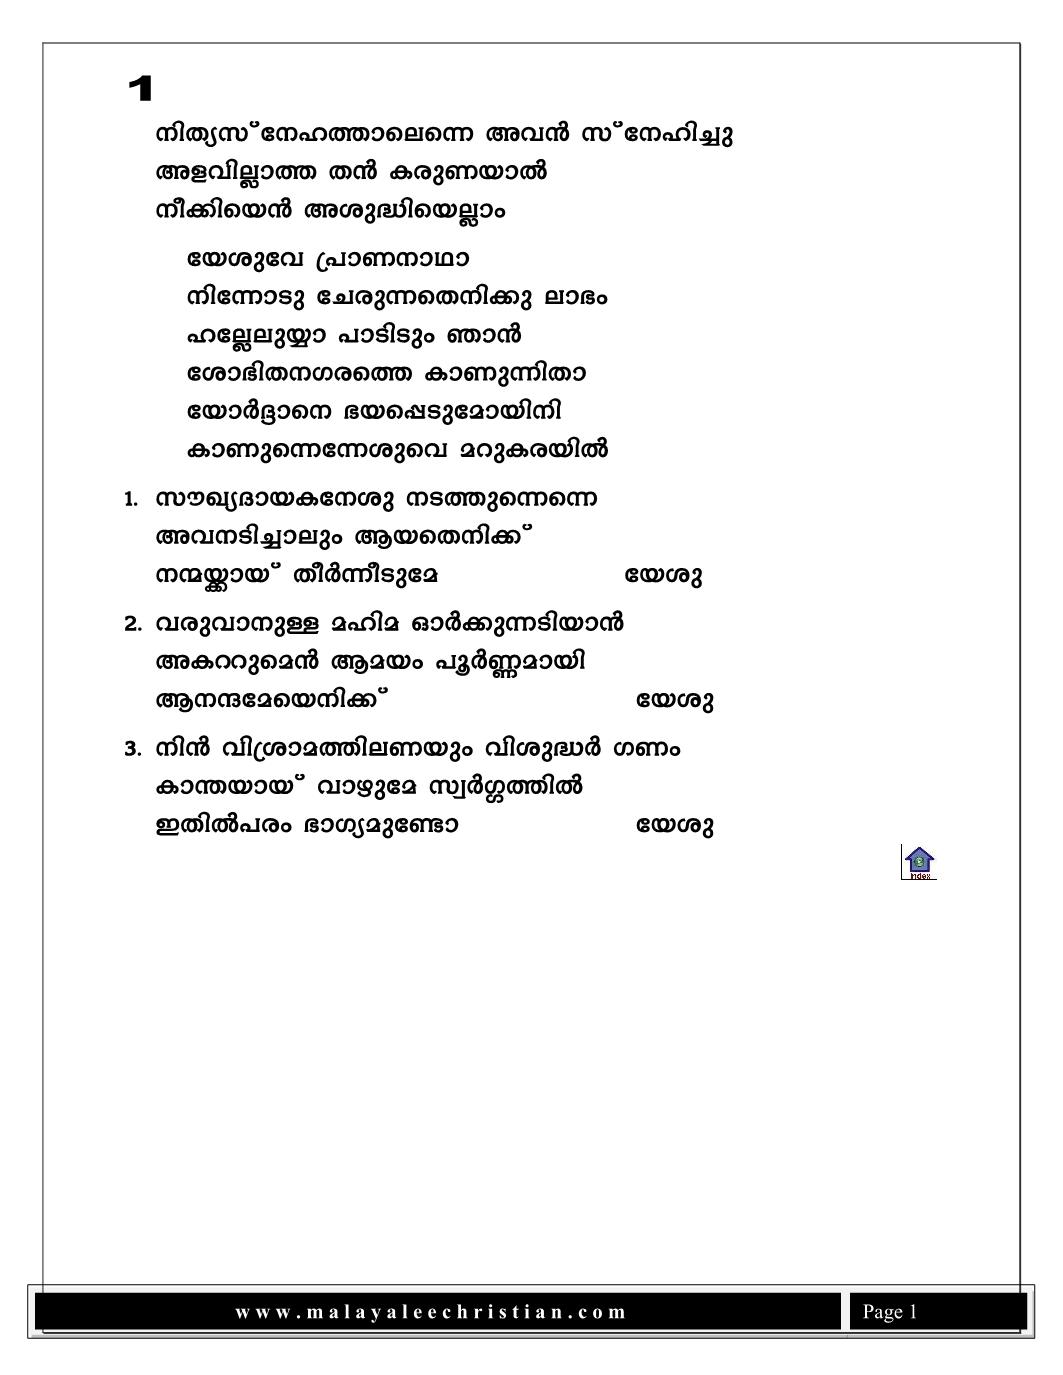 1
നിത്യസ്നേഹത്താലെന്നെ അവൻ സ്നേഹിച്ചു
അളവില്ലാത്ത തൻ കരുണയാൽ
നീക്കിയെൻ അശുദ്ധിയെല്ലാം
യേശുവേ പ്രാണനാഥാ
നിന്നോടു ചേരുന്നതെനിക്കു ലാഭം
ഹല്ലേലുയ്യാ പാടിടും ഞാൻ
ശോഭിതനഗരത്തെ കാണുന്നിതാ
യോർദ്ദാനെ ഭയപ്പെടുമോയിനി
കാണുന്നെന്നേശുവെ മറുകരയിൽ
1. സൗഖ്യദായകനേശു നടത്തുന്നെന്നെ
അവനടിച്ചാലും ആയതെനിക്ക്
നന്മയ്ക്കായ് തീർന്നീടുമേ യേശു
2. വരുവാനുള്ള മഹിമ ഓർക്കുന്നടിയാൻ
അകററുമെൻ ആമയം പൂർണ്ണമായി
ആനന്ദമേയെനിക്ക് യേശു
3. നിൻ വിശ്രാമത്തിലണയും വിശുദ്ധർ ഗണം
കാന്തയായ് വാഴുമേ സ്വർഗ്ഗത്തിൽ
ഇതിൽപരം ഭാഗ്യമുണ്ടോ യേശു
Index
www.malayaleechristian.com Page 1